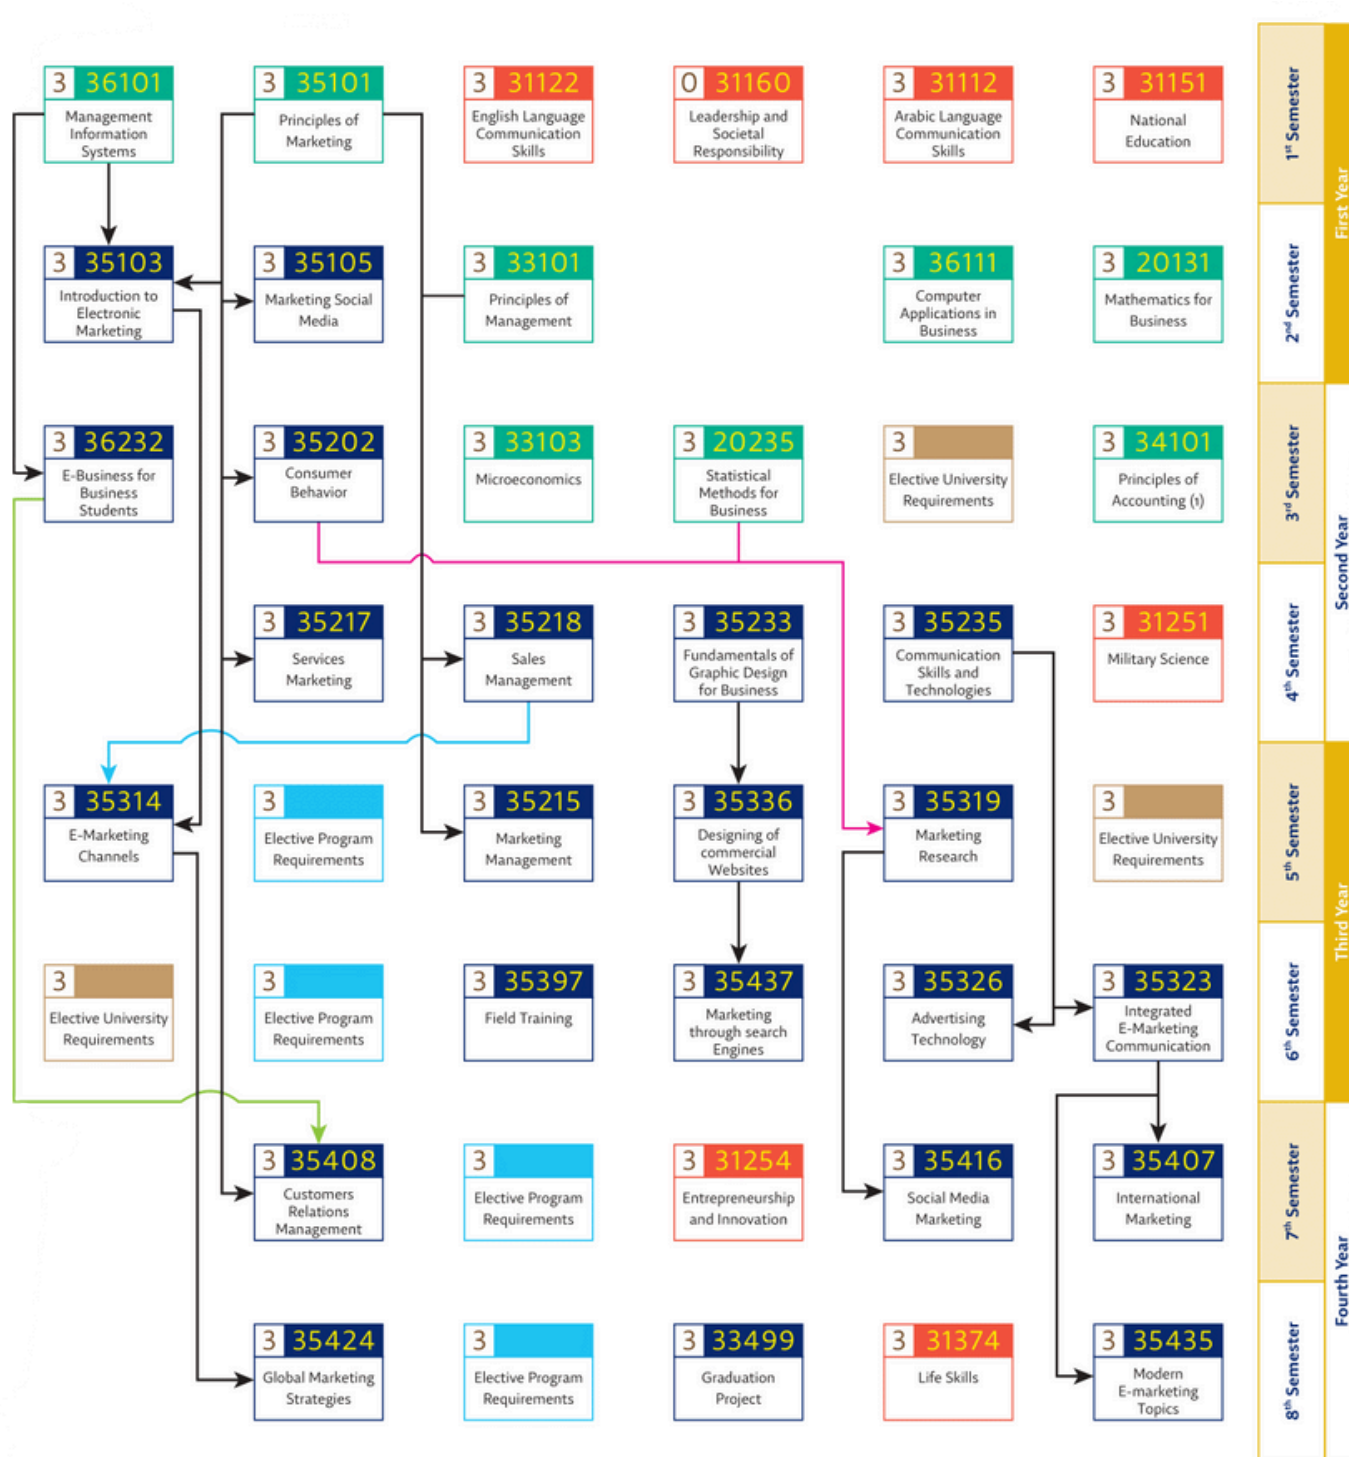 3 36101
Management
Information
Systems
3 35101
Principles of
Marketing
3 31122
English Language
Communication
Skills
0 31160
Leadership and
Societal
Responsibility
3 31112
Arabic Language
Communication
Skills
3 31151
National
Education
1st Semester
First Year
3 35103
Introduction to
Electronic
Marketing
3 35105
Marketing Social
Media
3 33101
Principles of
Management
3 36111
Computer
Applications in
Business
3 20131
Mathematics for
Business
2nd Semester
3 36232
E-Business for
Business
Students
3 35202
Consumer
Behavior
3 33103
Microeconomics
3 20235
Statistical
Methods for
Business
3
Elective University
Requirements
3 34101
Principles of
Accounting (1)
3rd Semester
Second Year
3 35217
Services
Marketing
3 35218
Sales
Management
3 35233
Fundamentals of
Graphic Design
for Business
3 35235
Communication
Skills and
Technologies
3 31251
Military Science
4th Semester
3 35314
E-Marketing
Channels
3
Elective Program
Requirements
3 35215
Marketing
Management
3 35336
Designing of
commercial
Websites
3 35319
Marketing
Research
3
Elective University
Requirements
5th Semester
Third Year
3
Elective University
Requirements
3
Elective Program
Requirements
3 35397
Field Training
3 35437
Marketing
through search
Engines
3 35326
Advertising
Technology
3 35323
Integrated
E-Marketing
Communication
6th Semester
3 35408
Customers
Relations
Management
3
Elective Program
Requirements
3 31254
Entrepreneurship
and Innovation
3 35416
Social Media
Marketing
3 35407
International
Marketing
7th Semester
Fourth Year
3 35424
Global Marketing
Strategies
3
Elective Program
Requirements
3 33499
Graduation
Project
3 31374
Life Skills
3 35435
Modern
E-marketing
Topics
8th Semester